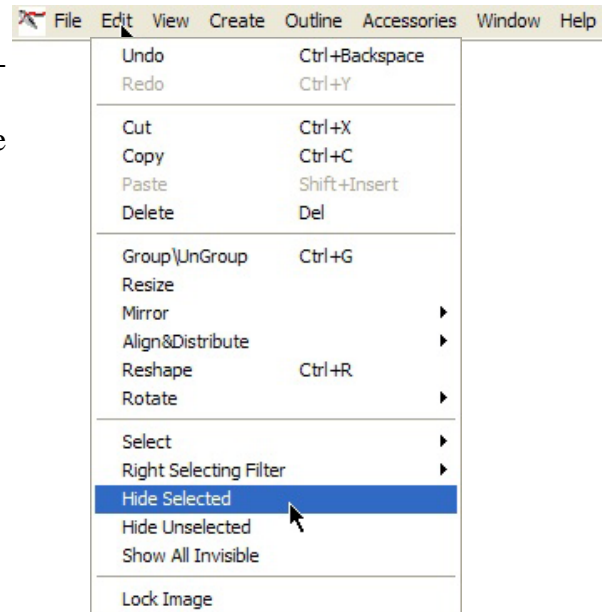 File Edit View Create Outline Accessories Window Help
Undo Ctrl+Backspace
-
Redo Ctrl+Y
Cut Ctrl+X
e
Copy Ctrl+C
Paste Shift+Insert
Delete Del
Group\UnGroup Ctrl+G
Resize
Mirror
Align&Distribute
Reshape Ctrl+R
Rotate
Select
Right Selecting Filter
Hide Selected
Hide Unselected
Show All Invisible
Lock Image